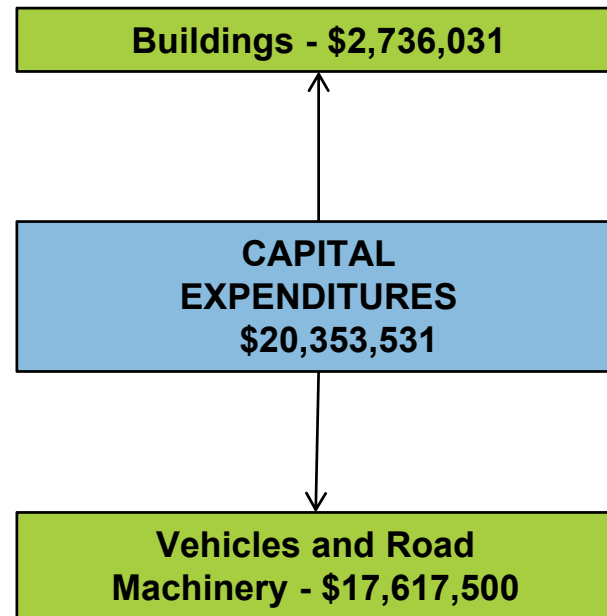 Buildings - $2,736,031
CAPITAL
EXPENDITURES
$20,353,531
Vehicles and Road
Machinery - $17,617,500